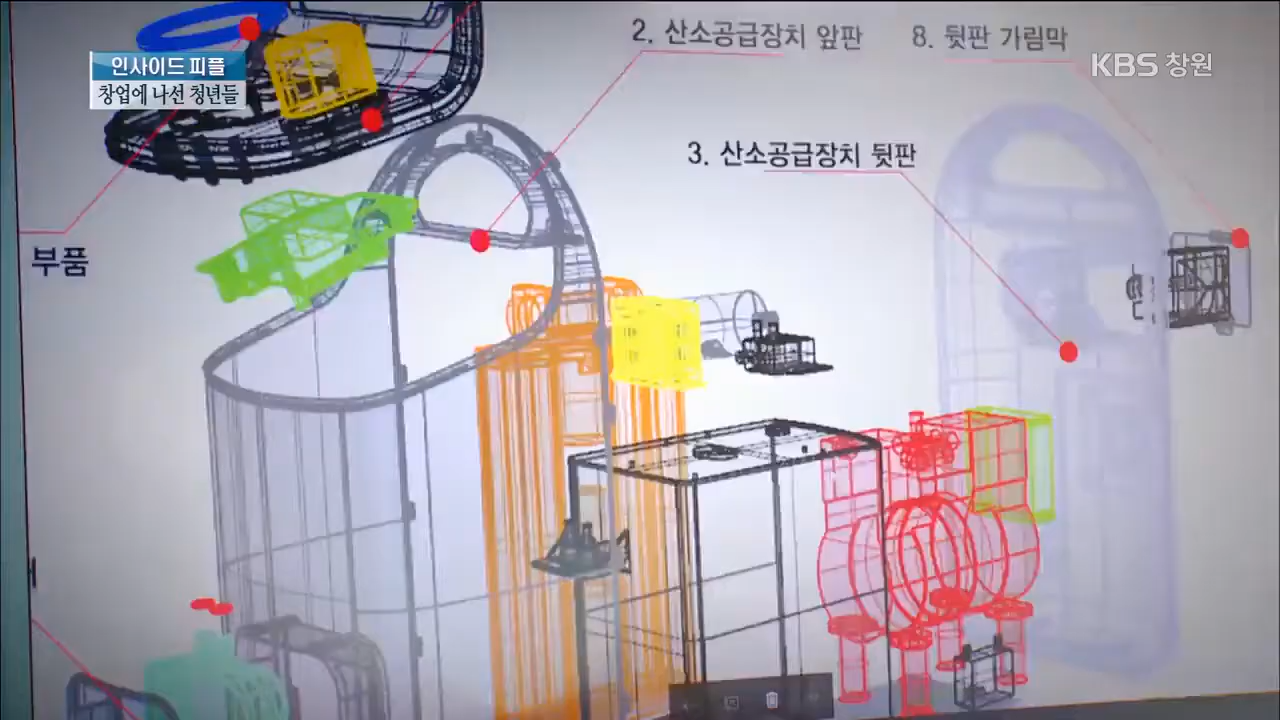 2. 산소공급장치 앞판
8. 뒷판 가림막
인사이드 피플
창업에 나선 청년들
KBS 창원
3. 산소공급장치 뒷판
부품